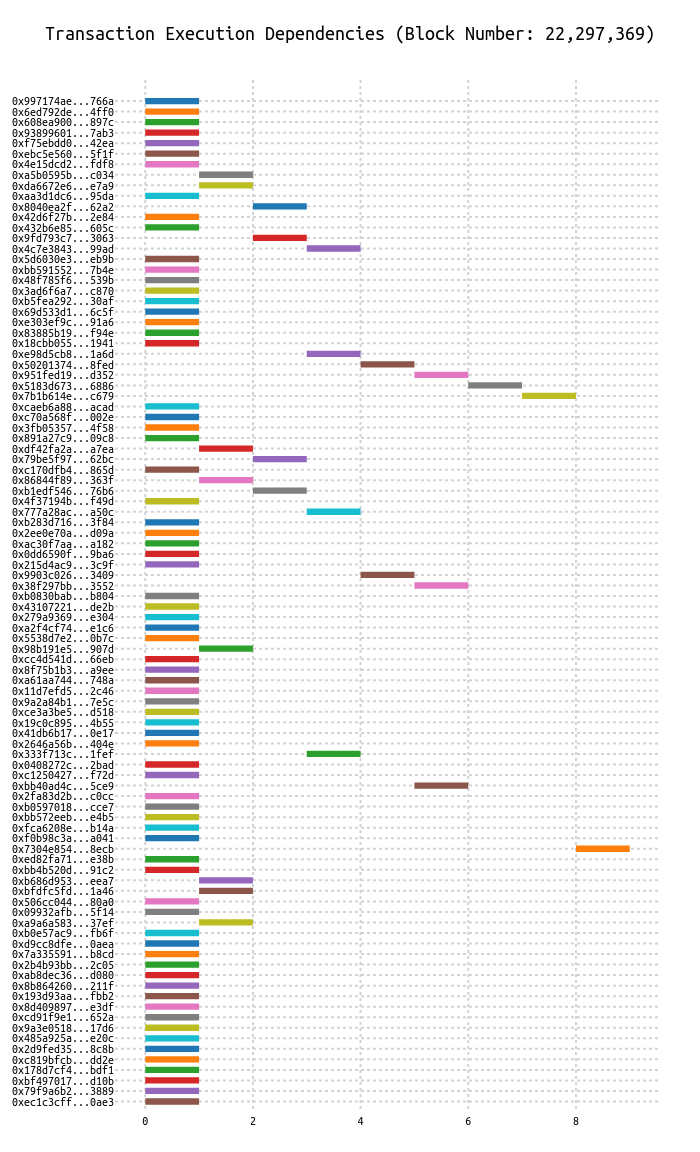 Transaction Execution Dependencies (Block Number: 22,297,369)
0x997174ae...766a
0x6ed792de...4ff0
0x608ea900...897c
0x93899601...7ab3
0xf75ebdd0...42ea
0xebc5e560...5f1f
0x4e15dcd2...fdf8
0xa5b0595b...c034
0xda6672e6...e7a9
0xaa3d1dc6...95da
0x8040ea2f...62a2
0x42d6f27b...2e84
0x432b6e85...605c
0x9fd793c7...3063
0x4c7e3843...99ad
0x5d6030e3...eb9b
0xbb591552...7b4e
0x48f785f6...539b
0x3ad6f6a7...c870
0xb5fea292...30af
0x69d533d1...6c5f
0xe303ef9c...91a6
0x83885b19...f94e
0x18cbb055...1941
0xe98d5cb8...1a6d
0x50201374...8fed
0x951fed19...d352
0x5183d673...6886
0x7b1b614e...c679
0xcaeb6a88...acad
0xc70a568f...002e
0x3fb05357...4f58
0x891a27c9...09c8
0xdf42fa2a...a7ea
0x79be5f97...62bc
0xc170dfb4...865d
0x86844f89...363f
0xb1edf546...76b6
0x4f37194b...f49d
0x777a28ac...a50c
0xb283d716...3f84
0x2ee0e70a...d09a
0xac30f7aa...a182
0x0dd6590f...9ba6
0x215d4ac9...3c9f
0x9903c026...3409
0x38f297bb...3552
0xb0830bab...b804
0x43107221...de2b
0x279a9369...e304
0xa2f4cf74...e1c6
0x5538d7e2...0b7c
0x98b191e5...907d
0xcc4d541d...66eb
0x8f75b1b3...a9ee
0xa61aa744...748a
0x11d7efd5...2c46
0x9a2a84b1...7e5c
0xce3a3be5...d518
0x19c0c895...4b55
0x41db6b17...0e17
0x2646a56b...404e
0x333f713c...1fef
0x0408272c...2bad
0xc1250427...f72d
0xbb40ad4c...5ce9
0x2fa83d2b...c0cc
0xb0597018...cce7
0xbb572eeb...e4b5
0xfca6208e...b14a
0xf0b98c3a...a041
0x7304e854...8ecb
0xed82fa71...e38b
0xbb4b520d...91c2
0xb686d953...eea7
0xbfdfc5fd...1a46
0x506cc044...80a0
0x09932afb...5f14
0xa9a6a583...37ef
0xb0e57ac9...fb6f
0xd9cc8dfe...0aea
0x7a335591...b8cd
0x2b4b93bb...2c05
0xab8dec36...d080
0x8b864260...211f
0x193d93aa...fbb2
0x8d409897...e3df
0xcd91f9e1...652a
0x9a3e0518...17d6
0x485a925a...e20c
0x2d9fed35...8c8b
0xc819bfcb...dd2e
0x178d7cf4...bdf1
0xbf497017...d10b
0x79f9a6b2...3889
0xec1c3cff...0ae3
0 2 4 6 8